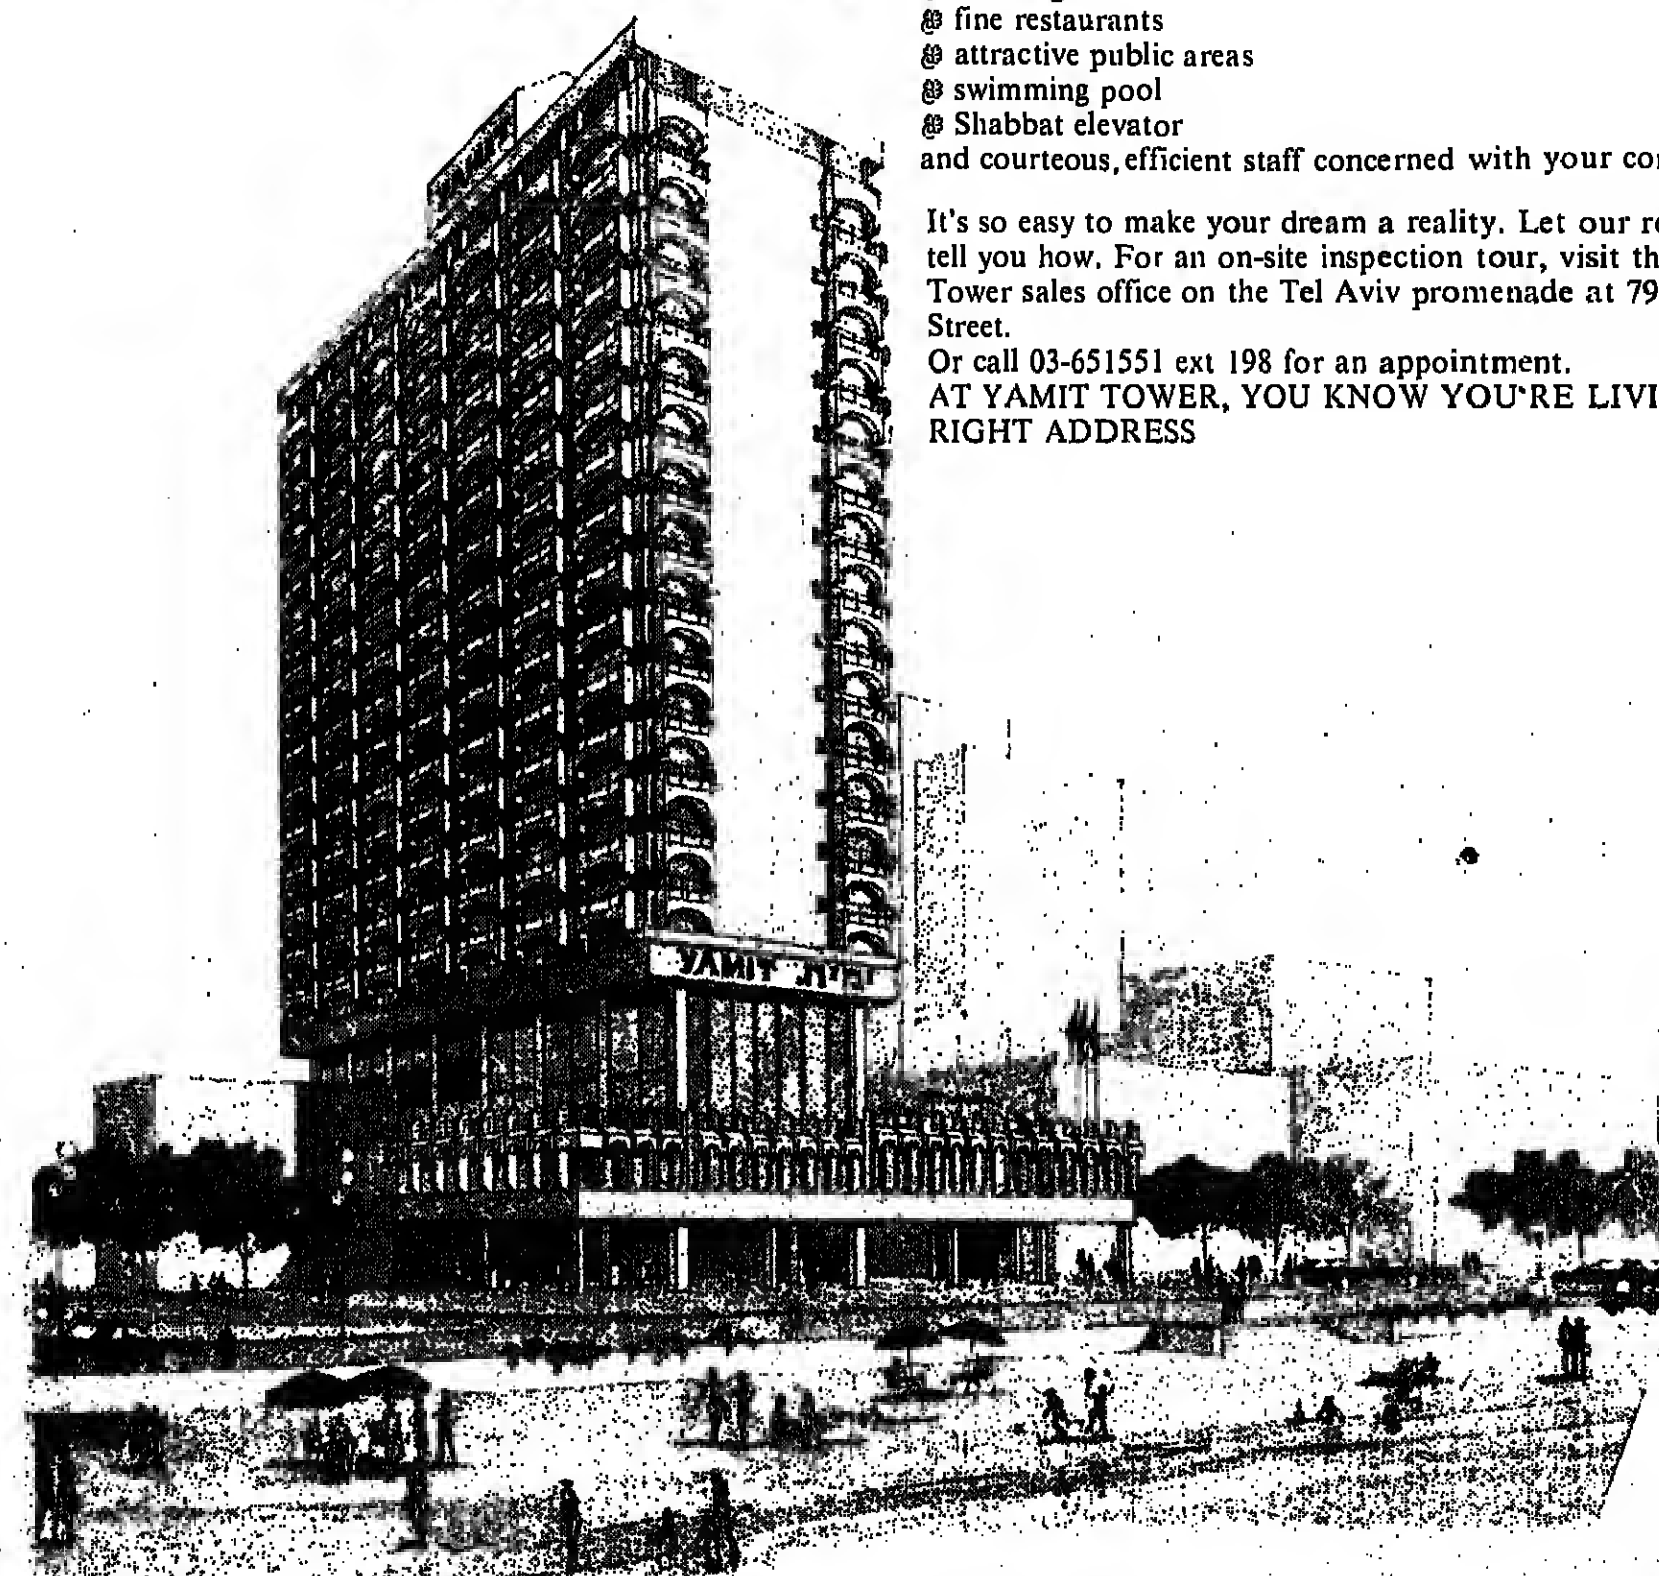 fine restaurants
attractive public areas
swimming pool
Shabbat elevator
and courteous, efficient staff concerned with your
It's so easy to make your dream a reality. Let our
tell you how. For an on-site inspection tour, visit
Tower sales office on the Tel Aviv promenade at 79
Street.
Or call 03-651551 ext 198 for an appointment.
AT YAMIT TOWER, YOU KNOW YOU'RE
RIGHT ADDRESS
YAMIT ימית